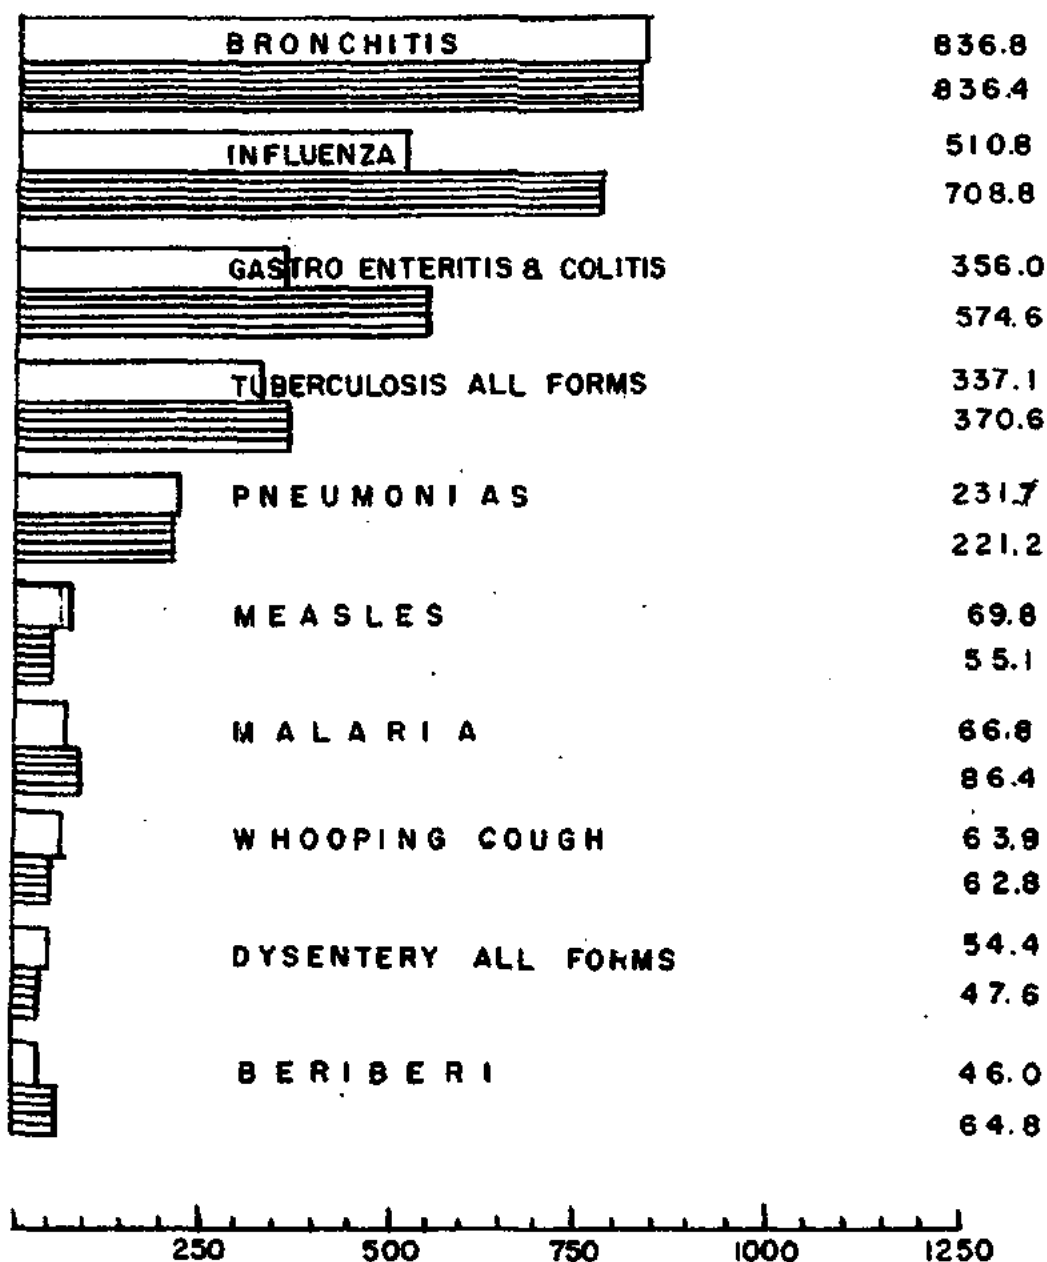 BRONCHITIS 836.8
836.4
INFLUENZA 510.8
708.8
GASTRO ENTERITIS & COLITIS 356.0
574.6
TUBERCULOSIS ALL FORMS 337.1
370.6
PNEUMONIAS 231.7
221.2
MEASLES 69.8
55.1
MALARIA 66.8
86.4
WHOOPING COUGH 63.9
62.8
DYSENTERY ALL FORMS 54.4
47.6
BERIBERI 46.0
64.8
250 500 750 1000 1250